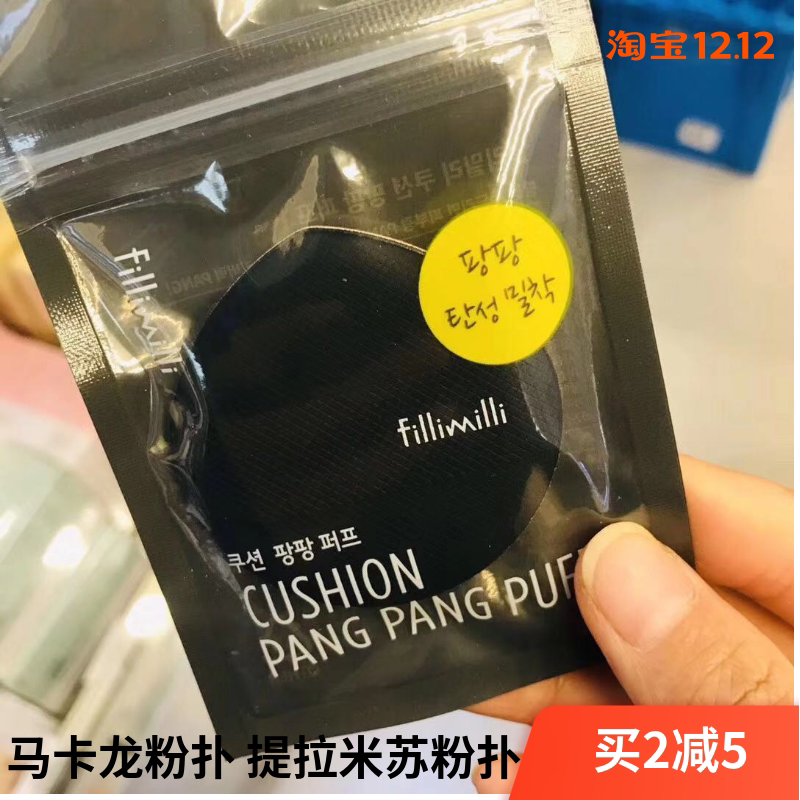 淘宝12.12
fillimilli
팡팡
탄성 밀착
fillimilli
쿠션 팡팡 퍼프
CUSHION
PANG PANG PUF
马卡龙粉扑 提拉米苏粉扑
买2减5